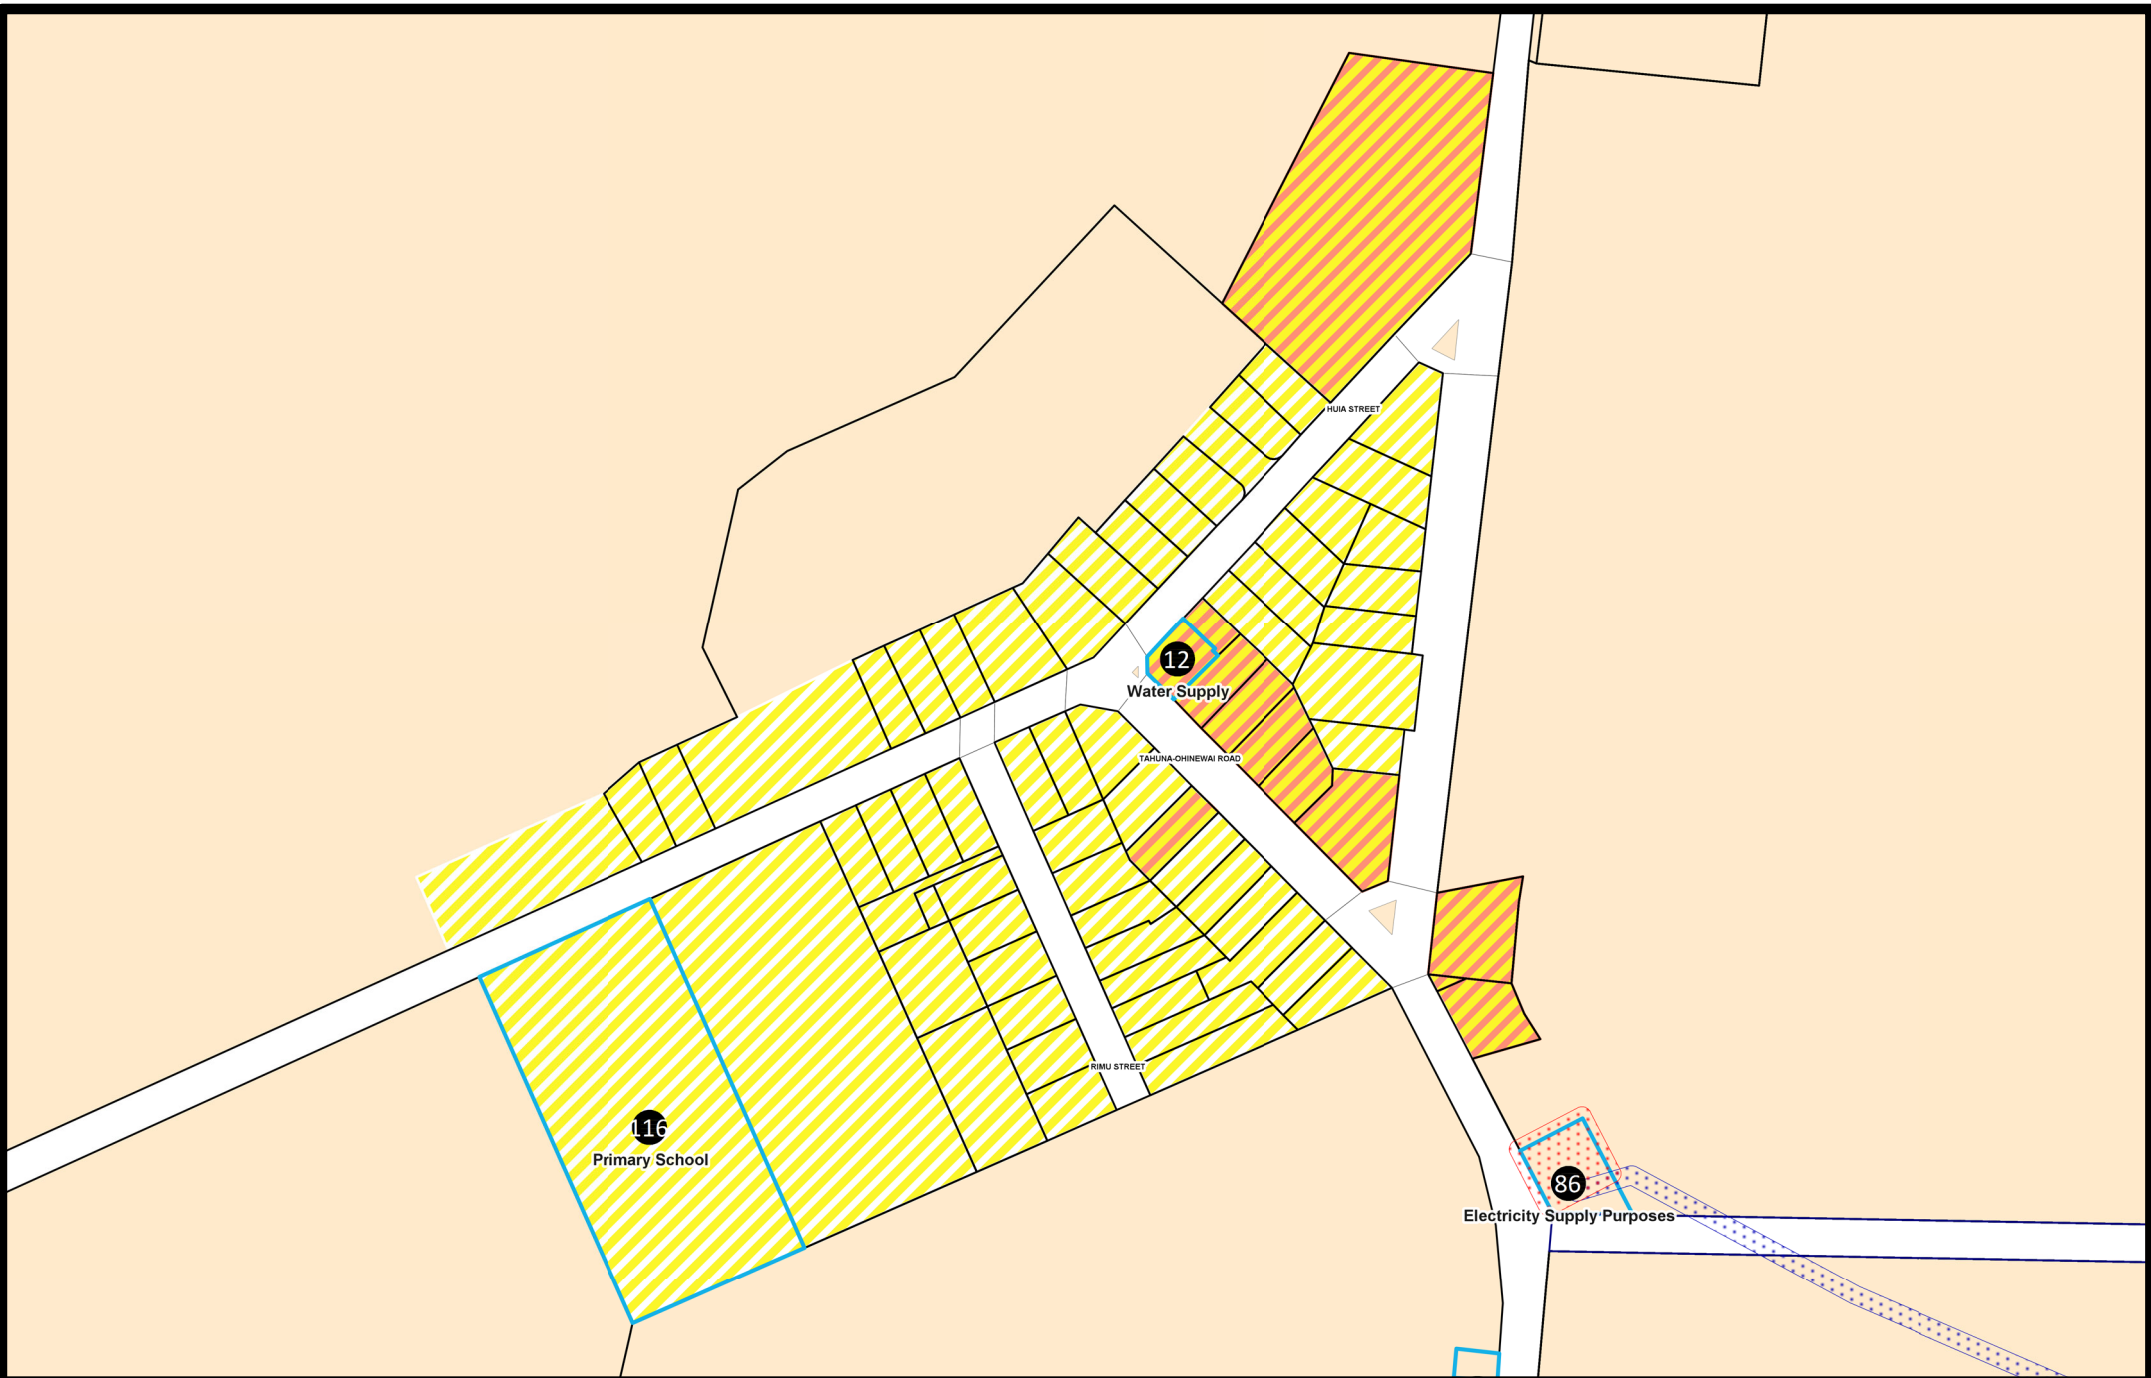 HUIA STREET
12
Water Supply
TAHUNA-OHINEWAI ROAD
RIMU STREET
116
Primary School
86
Electricity Supply Purposes